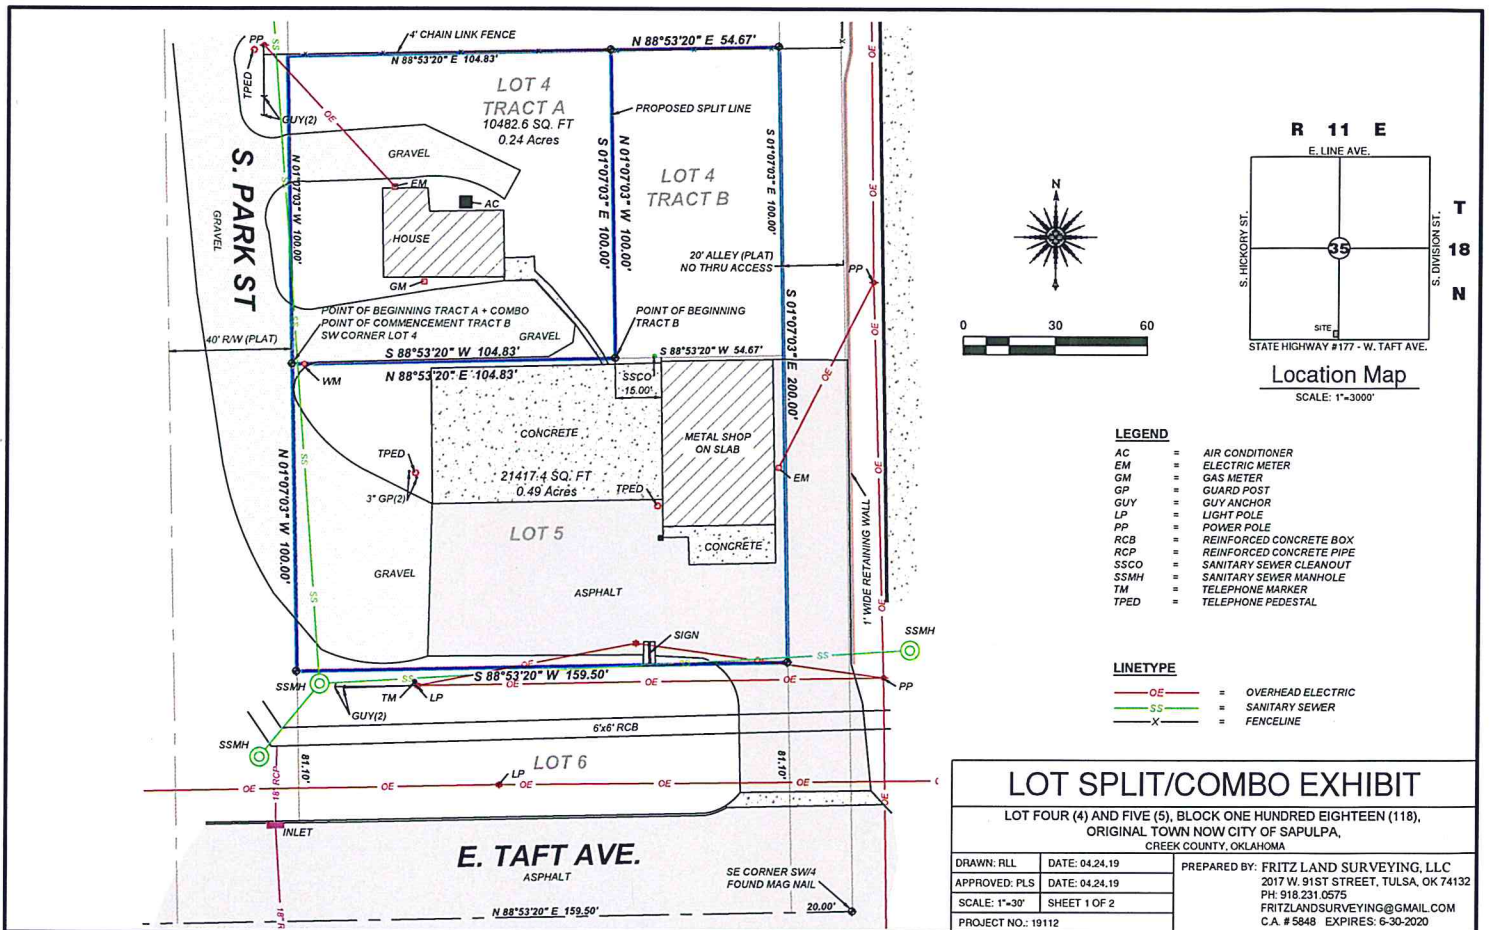 PP
4' CHAIN LINK FENCE
N 88°53'20" E 54.67'
N 88°53'20" E 104.83'
TPED
GUY(2)
OE
SS
LOT 4
TRACT A
10482.6 SQ. FT
0.24 Acres
PROPOSED SPLIT LINE
GRAVEL
LOT 4
TRACT B
S. PARK ST
GRAVEL
N 01°07'03" W 100.00'
S 01°07'03" E 100.00'
N 01°07'03" W 100.00'
S 01°07'03" E 100.00'
EM
AC
HOUSE
GM
20' ALLEY (PLAT)
NO THRU ACCESS
PP
POINT OF BEGINNING TRACT A + COMBO
POINT OF COMMENCEMENT TRACT B
SW CORNER LOT 4
GRAVEL
POINT OF BEGINNING
TRACT B
40' R/W (PLAT)
S 88°53'20" W 104.83'
S 88°53'20" W 54.67'
N 88°53'20" E 104.83'
WM
SSCO
15.00'
S 01°07'03" E 200.00'
CONCRETE
METAL SHOP
ON SLAB
TPED
3" GP(2)
21417.4 SQ. FT
0.49 Acres
TPED
EM
N 01°07'03" W 100.00'
LOT 5
CONCRETE
GRAVEL
ASPHALT
1' WIDE RETAINING WALL
SIGN
SSMH
SSMH
S 88°53'20" W 159.50'
TM
LP
GUY(2)
PP
6'x6' RCB
SSMH
81.10'
LOT 6
81.10'
LP
18" RCP
INLET
E. TAFT AVE.
ASPHALT
SE CORNER SW/4
FOUND MAG NAIL
N 88°53'20" E 159.50'
20.00'
N
0 30 60
R 11 E
E. LINE AVE.
S. HICKORY ST.
35
S. DIVISION ST.
T
18
N
SITE
STATE HIGHWAY #177 - W. TAFT AVE.
Location Map
SCALE: 1"=3000'
LEGEND
AC = AIR CONDITIONER
EM = ELECTRIC METER
GM = GAS METER
GP = GUARD POST
GUY = GUY ANCHOR
LP = LIGHT POLE
PP = POWER POLE
RCB = REINFORCED CONCRETE BOX
RCP = REINFORCED CONCRETE PIPE
SSCO = SANITARY SEWER CLEANOUT
SSMH = SANITARY SEWER MANHOLE
TM = TELEPHONE MARKER
TPED = TELEPHONE PEDESTAL
LINETYPE
OE = OVERHEAD ELECTRIC
SS = SANITARY SEWER
X = FENCELINE
LOT SPLIT/COMBO EXHIBIT
LOT FOUR (4) AND FIVE (5), BLOCK ONE HUNDRED EIGHTEEN (118),
ORIGINAL TOWN NOW CITY OF SAPULPA,
CREEK COUNTY, OKLAHOMA
DRAWN: RLL DATE: 04.24.19
APPROVED: PLS DATE: 04.24.19
SCALE: 1"=30' SHEET 1 OF 2
PROJECT NO.: 19112
PREPARED BY: FRITZ LAND SURVEYING, LLC
2017 W. 91ST STREET, TULSA, OK 74132
PH: 918.231.0575
FRITZLANDSURVEYING@GMAIL.COM
C.A. # 5848 EXPIRES: 6-30-2020